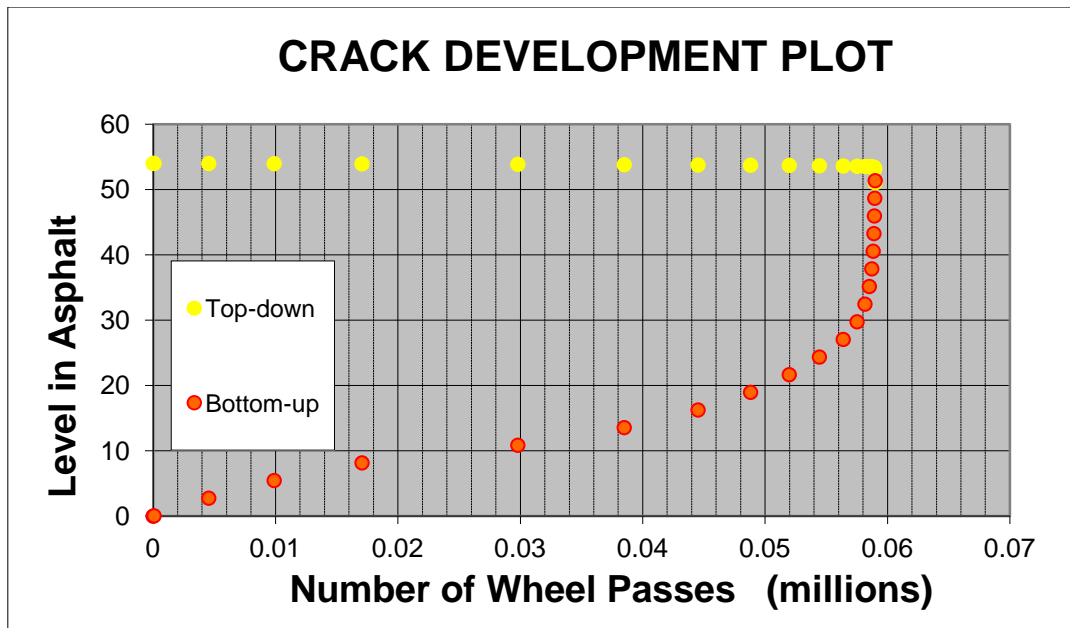 CRACK DEVELOPMENT PLOT
60
50
40
30
20
10
0
Level in Asphalt
Top-down
Bottom-up
0 0.01 0.02 0.03 0.04 0.05 0.06 0.07
Number of Wheel Passes (millions)